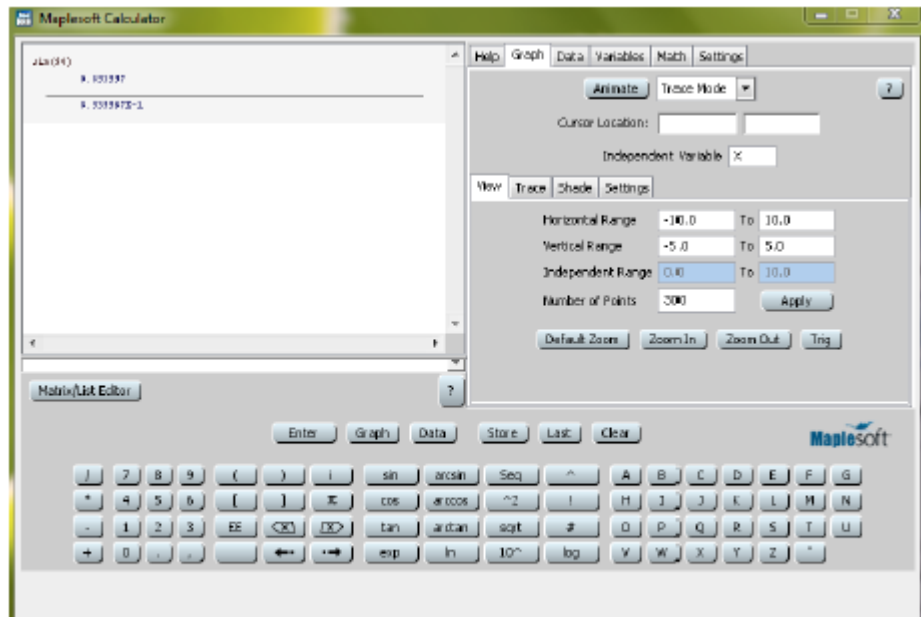 Maplesoft Calculator
Help Graph Data Variables Math Settings
Animate Trace Mode ?
Cursor Location:
Independent Variable X
View Trace Shade Settings
Horizontal Range -10.0 To 10.0
Vertical Range -5.0 To 5.0
Independent Range 0.0 To 10.0
Number of Points 300 Apply
Default Zoom Zoom In Zoom Out Trig
Matrix/List Editor ?
Enter Graph Data Store Last Clear
Maplesoft
/ 7 8 9 ( ) i sin arcsin Seq ^ A B C D E F G
* 4 5 6 [ ] π cos arccos ^2 ! H I J K L M N
- 1 2 3 EE tan arctan sqrt # O P Q R S T U
+ 0 . , exp ln 10^ log V W X Y Z "